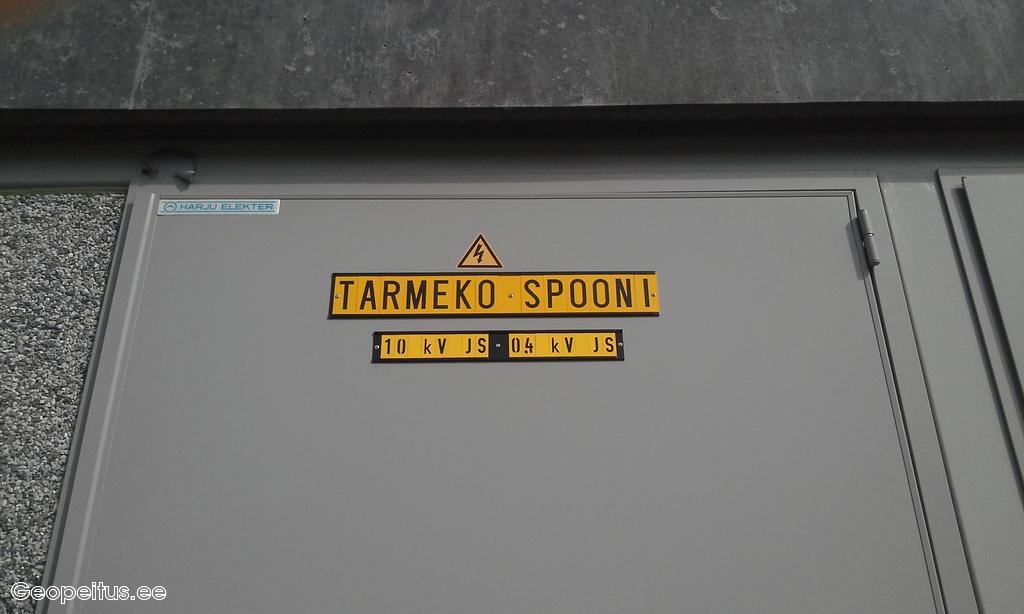 HARJU ELEKTER
TARMEKO SPOONI
10 kV JS 0,4 kV JS
Geopeitus.ee